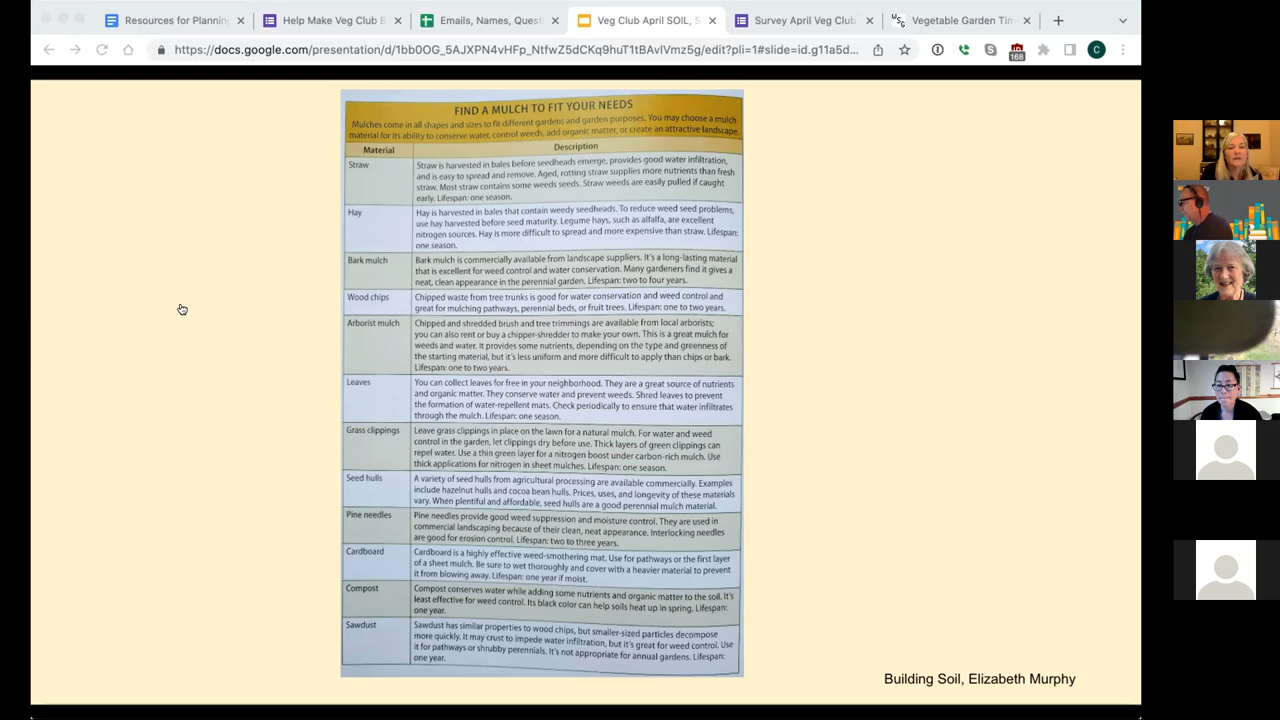 Resources for Planning
Help Make Veg Club B
Emails, Names, Quest
Veg Club April SOIL, S
Survey April Veg Club
Vegetable Garden Tim
https://docs.google.com/presentation/d/1bb0OG_5AJXPN4vHFp_NtfwZ5dCKq9huT1tBAvlVmz5g/edit?pli=1#slide=id.g11a5d...
168
C
FIND A MULCH TO FIT YOUR NEEDS
Mulches come in all shapes and sizes to fit different gardens and garden purposes. You may choose a mulch
material for its ability to conserve water, control weeds, add organic matter, or create an attractive landscape.
Material Description
Straw Straw is harvested in bales before seedheads emerge, provides good water infiltration,
and is easy to spread and remove. Aged, rotting straw supplies more nutrients than fresh
straw. Most straw contains some weeds seeds. Straw weeds are easily pulled if caught
early. Lifespan: one season.
Hay Hay is harvested in bales that contain weedy seedheads. To reduce weed seed problems,
use hay harvested before seed maturity. Legume hays, such as alfalfa, are excellent
nitrogen sources. Hay is more difficult to spread and more expensive than straw. Lifespan:
one season.
Bark mulch Bark mulch is commercially available from landscape suppliers. It's a long-lasting material
that is excellent for weed control and water conservation. Many gardeners find it gives a
neat, clean appearance in the perennial garden. Lifespan: two to four years.
Wood chips Chipped waste from tree trunks is good for water conservation and weed control and
great for mulching pathways, perennial beds, or fruit trees. Lifespan: one to two years.
Arborist mulch Chipped and shredded brush and tree trimmings are available from local arborists;
you can also rent or buy a chipper-shredder to make your own. This is a great mulch for
weeds and water. It provides some nutrients, depending on the type and greenness of
the starting material, but it's less uniform and more difficult to apply than chips or bark.
Lifespan: one to two years.
Leaves You can collect leaves for free in your neighborhood. They are a great source of nutrients
and organic matter. They conserve water and prevent weeds. Shred leaves to prevent
the formation of water-repellent mats. Check periodically to ensure that water infiltrates
through the mulch. Lifespan: one season.
Grass clippings Leave grass clippings in place on the lawn for a natural mulch. For water and weed
control in the garden, let clippings dry before use. Thick layers of green clippings can
repel water. Use a thin green layer for a nitrogen boost under carbon-rich mulch. Use
thick applications for nitrogen in sheet mulches. Lifespan: one season.
Seed hulls A variety of seed hulls from agricultural processing are available commercially. Examples
include hazelnut hulls and cocoa bean hulls. Prices, uses, and longevity of these materials
vary. When plentiful and affordable, seed hulls are a good perennial mulch material.
Pine needles Pine needles provide good weed suppression and moisture control. They are used in
commercial landscaping because of their clean, neat appearance. Interlocking needles
are good for erosion control. Lifespan: two to three years.
Cardboard Cardboard is a highly effective weed-smothering mat. Use for pathways or the first layer
of a sheet mulch. Be sure to wet thoroughly and cover with a heavier material to prevent
it from blowing away. Lifespan: one year if moist.
Compost Compost conserves water while adding some nutrients and organic matter to the soil. It's
least effective for weed control. Its black color can help soils heat up in spring. Lifespan:
one year.
Sawdust Sawdust has similar properties to wood chips, but smaller-sized particles decompose
more quickly. It may crust to impede water infiltration, but it's great for weed control. Use
it for pathways or shrubby perennials. It's not appropriate for annual gardens. Lifespan:
one year.
Building Soil, Elizabeth Murphy